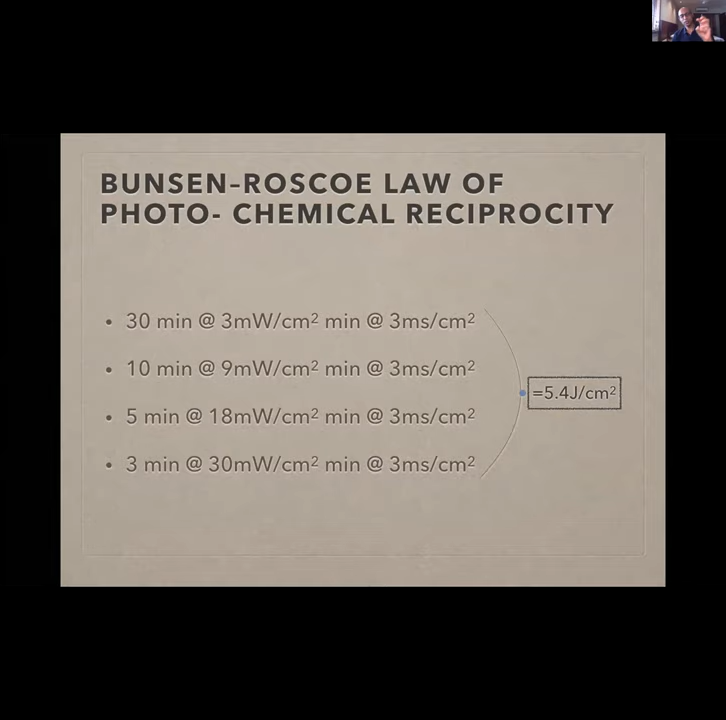 BUNSEN–ROSCOE LAW OF
PHOTO- CHEMICAL RECIPROCITY
• 30 min @ 3mW/cm² min @ 3ms/cm²
• 10 min @ 9mW/cm² min @ 3ms/cm²
• 5 min @ 18mW/cm² min @ 3ms/cm²
• 3 min @ 30mW/cm² min @ 3ms/cm²
=5.4J/cm²